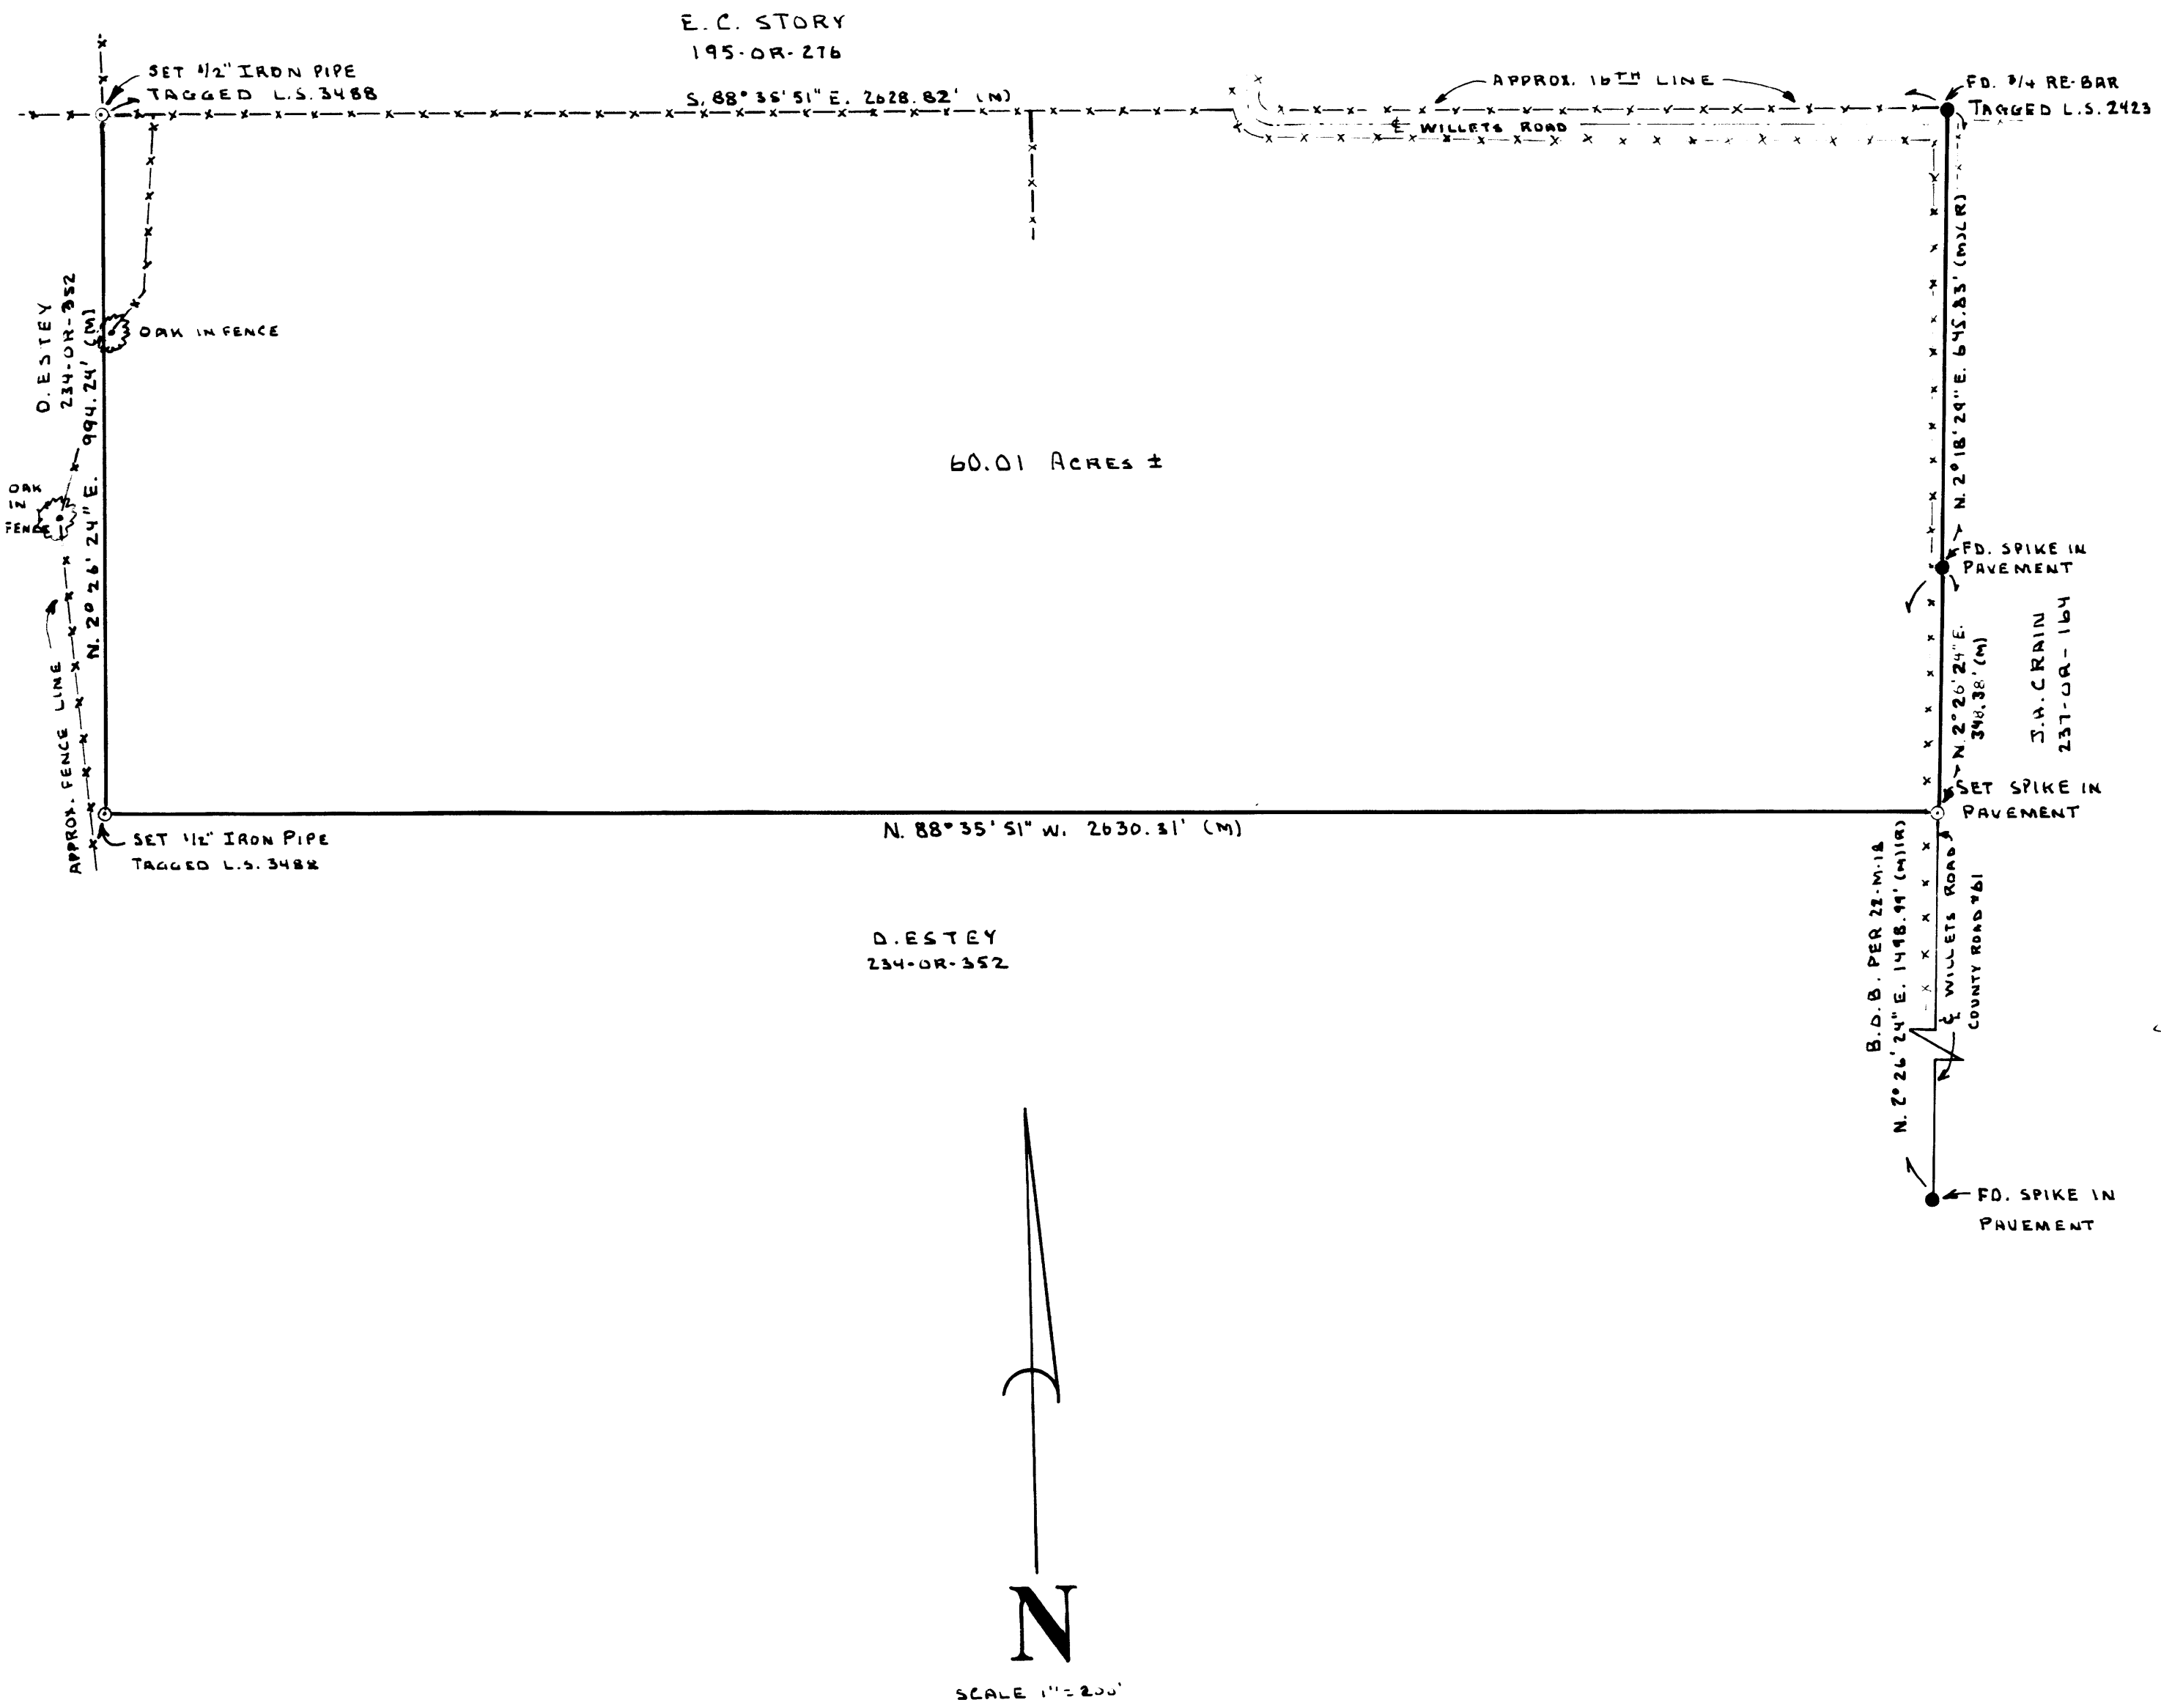 E. C. STORY
195-OR-276
SET 1/2" IRON PIPE
TAGGED L.S. 3488
S. 88° 35' 51" E. 2628.82' (M)
APPROX. 16TH LINE
FD. 3/4 RE-BAR
TAGGED L.S. 2423
℄ WILLETS ROAD
D. ESTEY
234-OR-352
N. 2° 26' 24" E. 994.24' (M)
OAK IN FENCE
OAK
IN
FENCE
APPROX. FENCE LINE
60.01 ACRES ±
N. 2° 18' 29" E. 645.83' (M)(R)
FD. SPIKE IN
PAVEMENT
N. 2° 26' 24" E.
348.38' (M)
J.H. CRAIN
237-OR-164
SET SPIKE IN
PAVEMENT
SET 1/2" IRON PIPE
TAGGED L.S. 3488
N. 88° 35' 51" W. 2630.31' (M)
D. ESTEY
234-OR-352
B.O.B. PER 22-M-18
N. 2° 26' 24" E. 1498.99' (M)(R)
℄ WILLETS ROAD
COUNTY ROAD #61
FD. SPIKE IN
PAVEMENT
N
SCALE 1" = 200'